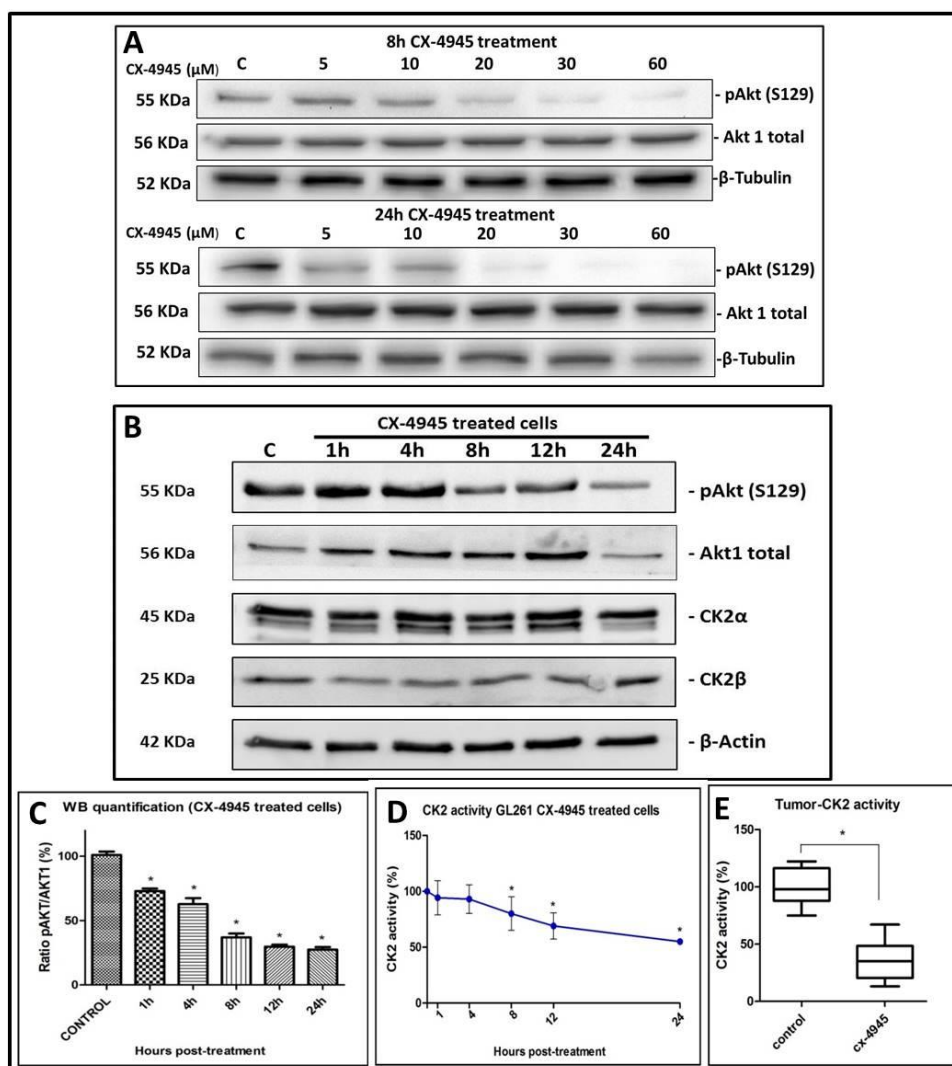 A
8h CX-4945 treatment
CX-4945 (µM) C 5 10 20 30 60
55 KDa - pAkt (S129)
56 KDa - Akt 1 total
52 KDa -β-Tubulin
24h CX-4945 treatment
CX-4945 (µM) C 5 10 20 30 60
55 KDa - pAkt (S129)
56 KDa - Akt 1 total
52 KDa -β-Tubulin
B
CX-4945 treated cells
C 1h 4h 8h 12h 24h
55 KDa - pAkt (S129)
56 KDa - Akt1 total
45 KDa - CK2α
25 KDa - CK2β
42 KDa - β-Actin
C
WB quantification (CX-4945 treated cells)
Ratio pAKT/AKT1 (%)
100
50
0
* * * * *
CONTROL 1h 4h 8h 12h 24h
Hours post-treatment
D
CK2 activity GL261 CX-4945 treated cells
CK2 activity (%)
150
100
50
0
* * *
1 4 8 12 24
Hours post-treatment
E
Tumor-CK2 activity
CK2 activity (%)
150
100
50
0
*
control cx-4945